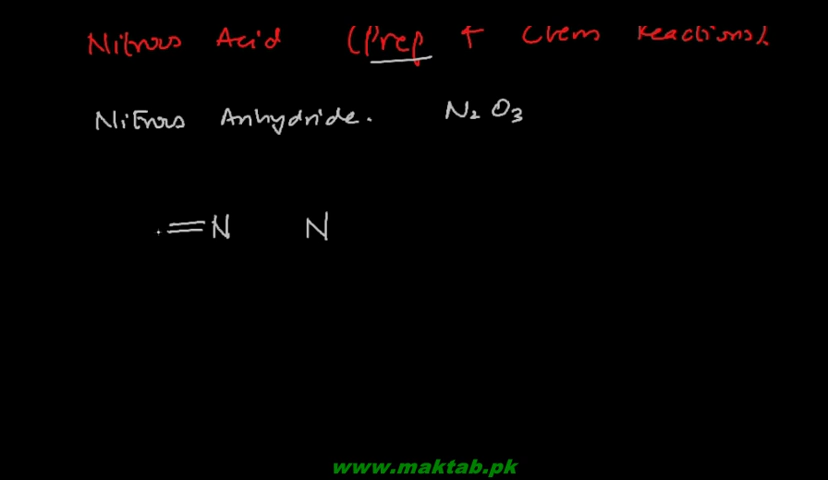 Nitrous Acid (Prep + Chem Reactions).
Nitrous Anhydride. N₂O₃
=N N
www.maktab.pk